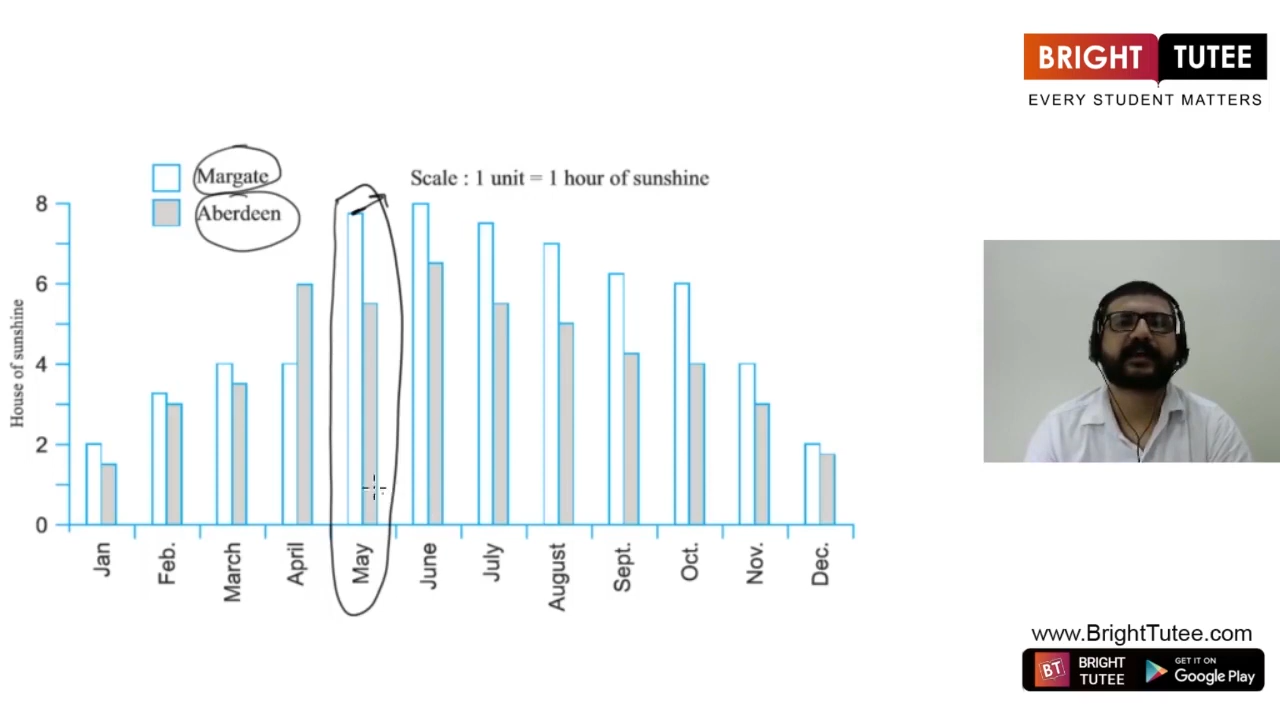 BRIGHT TUTEE
EVERY STUDENT MATTERS
Margate
Aberdeen
Scale : 1 unit = 1 hour of sunshine
House of sunshine
8
6
4
2
0
Jan
Feb.
March
April
May
June
July
August
Sept.
Oct.
Nov.
Dec.
www.BrightTutee.com
BT
BRIGHT
TUTEE
GET IT ON
Google Play